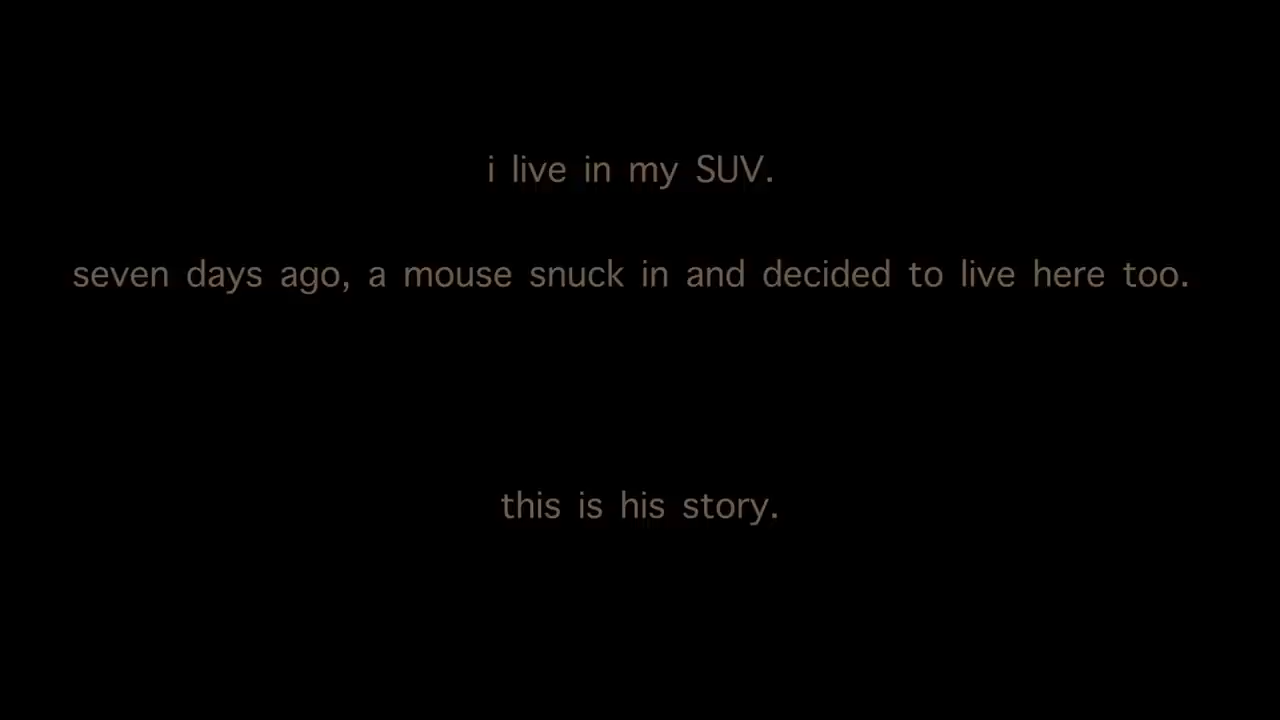 i live in my SUV.
seven days ago, a mouse snuck in and decided to live here too.
this is his story.